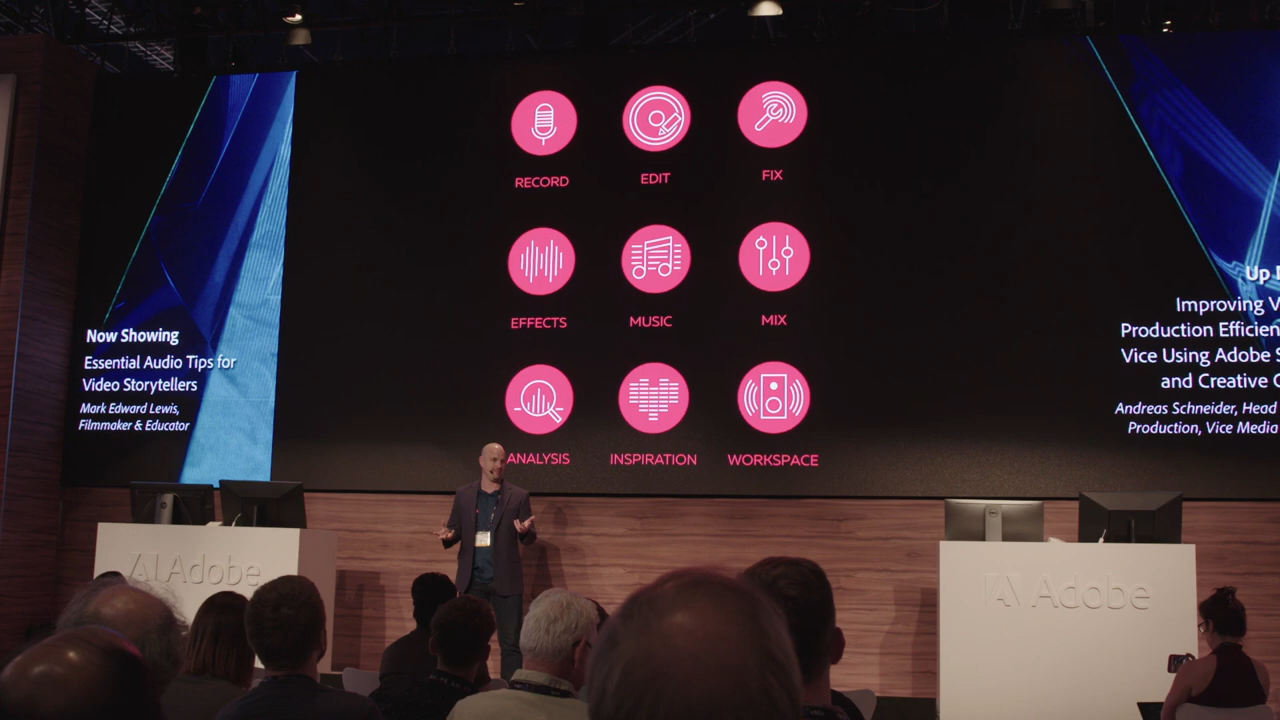 RECORD
EDIT
FIX
EFFECTS
MUSIC
MIX
ANALYSIS
INSPIRATION
WORKSPACE
Now Showing
Essential Audio Tips for
Video Storytellers
Mark Edward Lewis,
Filmmaker & Educator
Up
Improving
Production
Vice Using Adobe
and Creative
Andreas Schneider, Head
Production, Vice Media
Adobe
Adobe